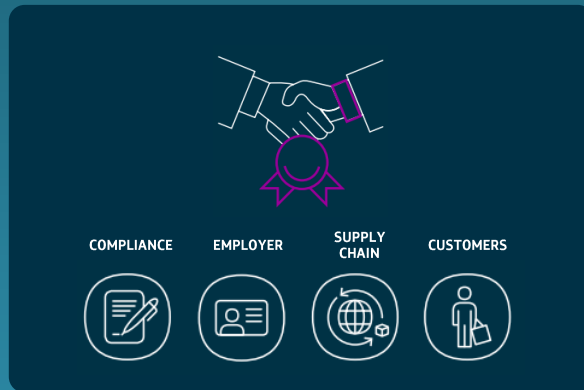 COMPLIANCE
EMPLOYER
SUPPLY
CHAIN
CUSTOMERS